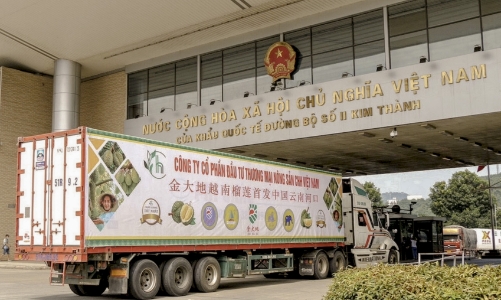 NƯỚC CỘNG HÒA XÃ HỘI CHỦ NGHĨA VIỆT NAM
CỬA KHẨU QUỐC TẾ ĐƯỜNG BỘ SỐ II KIM THÀNH
CÔNG TY CỔ PHẦN ĐẦU TƯ THƯƠNG MẠI NÔNG SẢN CNH VIỆT NAM
金大地越南榴莲首发中国云南河口